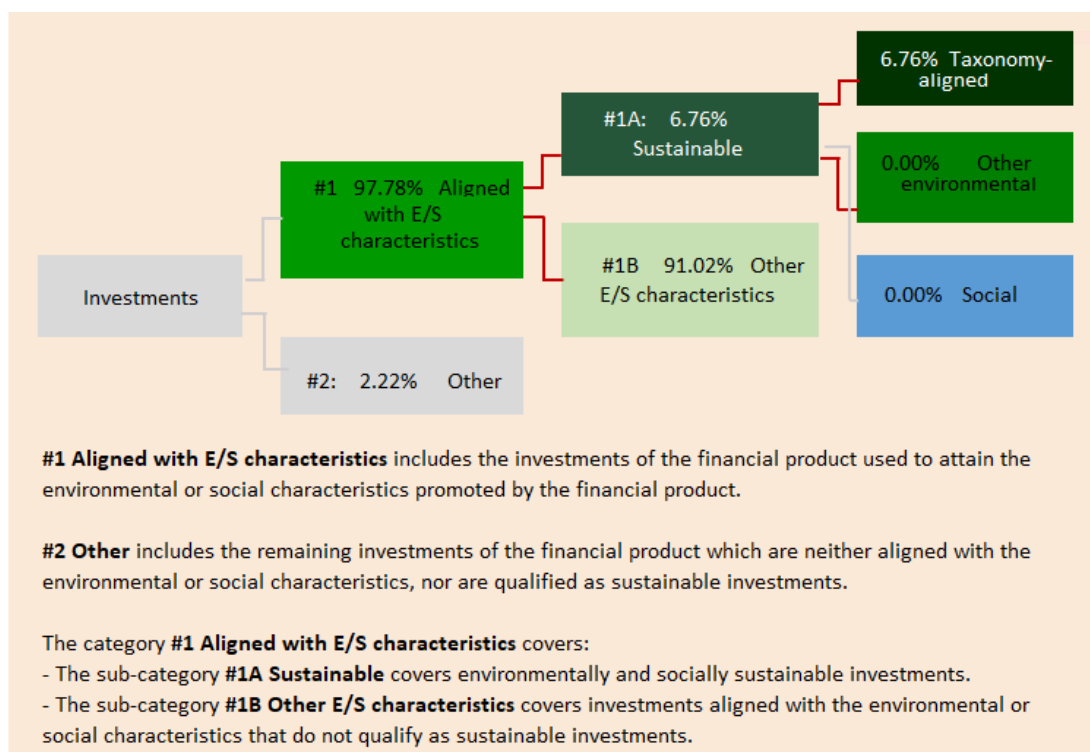 6.76% Taxonomy-
aligned
#1A: 6.76%
Sustainable
0.00% Other
environmental
#1 97.78% Aligned
with E/S
characteristics
#1B 91.02% Other
E/S characteristics
0.00% Social
Investments
#2: 2.22% Other
#1 Aligned with E/S characteristics includes the investments of the financial product used to attain the
environmental or social characteristics promoted by the financial product.
#2 Other includes the remaining investments of the financial product which are neither aligned with the
environmental or social characteristics, nor are qualified as sustainable investments.
The category #1 Aligned with E/S characteristics covers:
- The sub-category #1A Sustainable covers environmentally and socially sustainable investments.
- The sub-category #1B Other E/S characteristics covers investments aligned with the environmental or
social characteristics that do not qualify as sustainable investments.